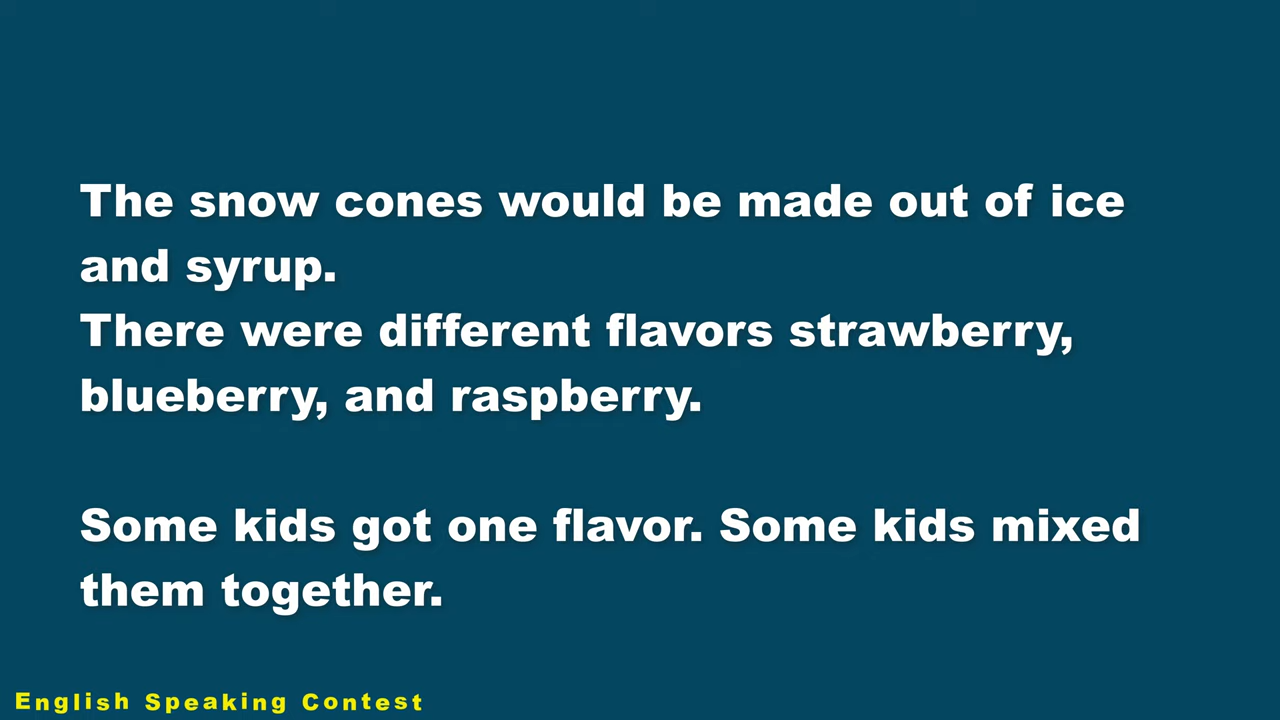 The snow cones would be made out of ice
and syrup.
There were different flavors strawberry,
blueberry, and raspberry.
Some kids got one flavor. Some kids mixed
them together.
English Speaking Contest